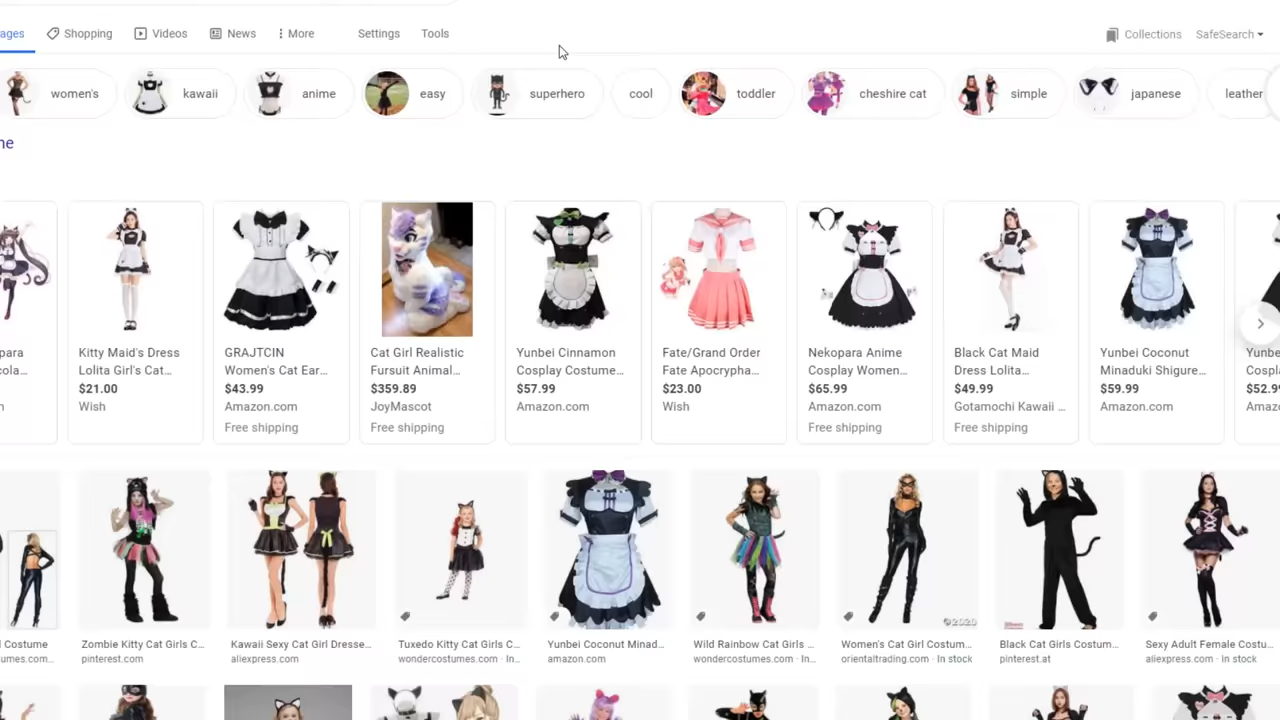 ages Shopping Videos News More Settings Tools Collections SafeSearch
women's kawaii anime easy superhero cool toddler cheshire cat simple japanese leather
ne
para
cola...
n
Kitty Maid's Dress
Lolita Girl's Cat...
$21.00
Wish
GRAJTCIN
Women's Cat Ear...
$43.99
Amazon.com
Free shipping
Cat Girl Realistic
Fursuit Animal...
$359.89
JoyMascot
Free shipping
Yunbei Cinnamon
Cosplay Costume...
$57.99
Amazon.com
Fate/Grand Order
Fate Apocrypha...
$23.00
Wish
Nekopara Anime
Cosplay Women...
$65.99
Amazon.com
Free shipping
Black Cat Maid
Dress Lolita...
$49.99
Gotamochi Kawaii ...
Free shipping
Yunbei Coconut
Minaduki Shigure...
$59.99
Amazon.com
Yunbe
Cospl
$52.9
Amaz
©2020
l Costume
umes.com...
Zombie Kitty Cat Girls C...
pinterest.com
Kawaii Sexy Cat Girl Dresse...
aliexpress.com
Tuxedo Kitty Cat Girls C...
wondercostumes.com · In...
Yunbei Coconut Minad...
amazon.com
Wild Rainbow Cat Girls ...
wondercostumes.com · In...
Women's Cat Girl Costum...
orientaltrading.com · In stock
Black Cat Girls Costum...
pinterest.at
Sexy Adult Female Costu...
aliexpress.com · In stock